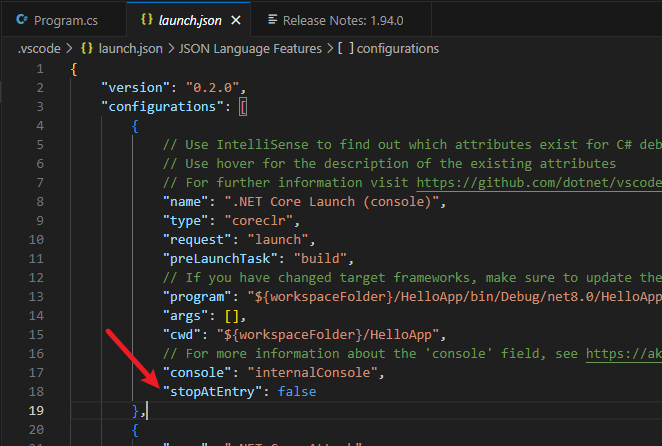 Program.cs
{} launch.json ×
Release Notes: 1.94.0
.vscode > {} launch.json > JSON Language Features > [ ] configurations
1 {
2 "version": "0.2.0",
3 "configurations": [
4 {
5 // Use IntelliSense to find out which attributes exist for C# deb
6 // Use hover for the description of the existing attributes
7 // For further information visit https://github.com/dotnet/vscode
8 "name": ".NET Core Launch (console)",
9 "type": "coreclr",
10 "request": "launch",
11 "preLaunchTask": "build",
12 // If you have changed target frameworks, make sure to update the
13 "program": "${workspaceFolder}/HelloApp/bin/Debug/net8.0/HelloApp
14 "args": [],
15 "cwd": "${workspaceFolder}/HelloApp",
16 // For more information about the 'console' field, see https://ak
17 "console": "internalConsole",
18 "stopAtEntry": false
19 },
20 {